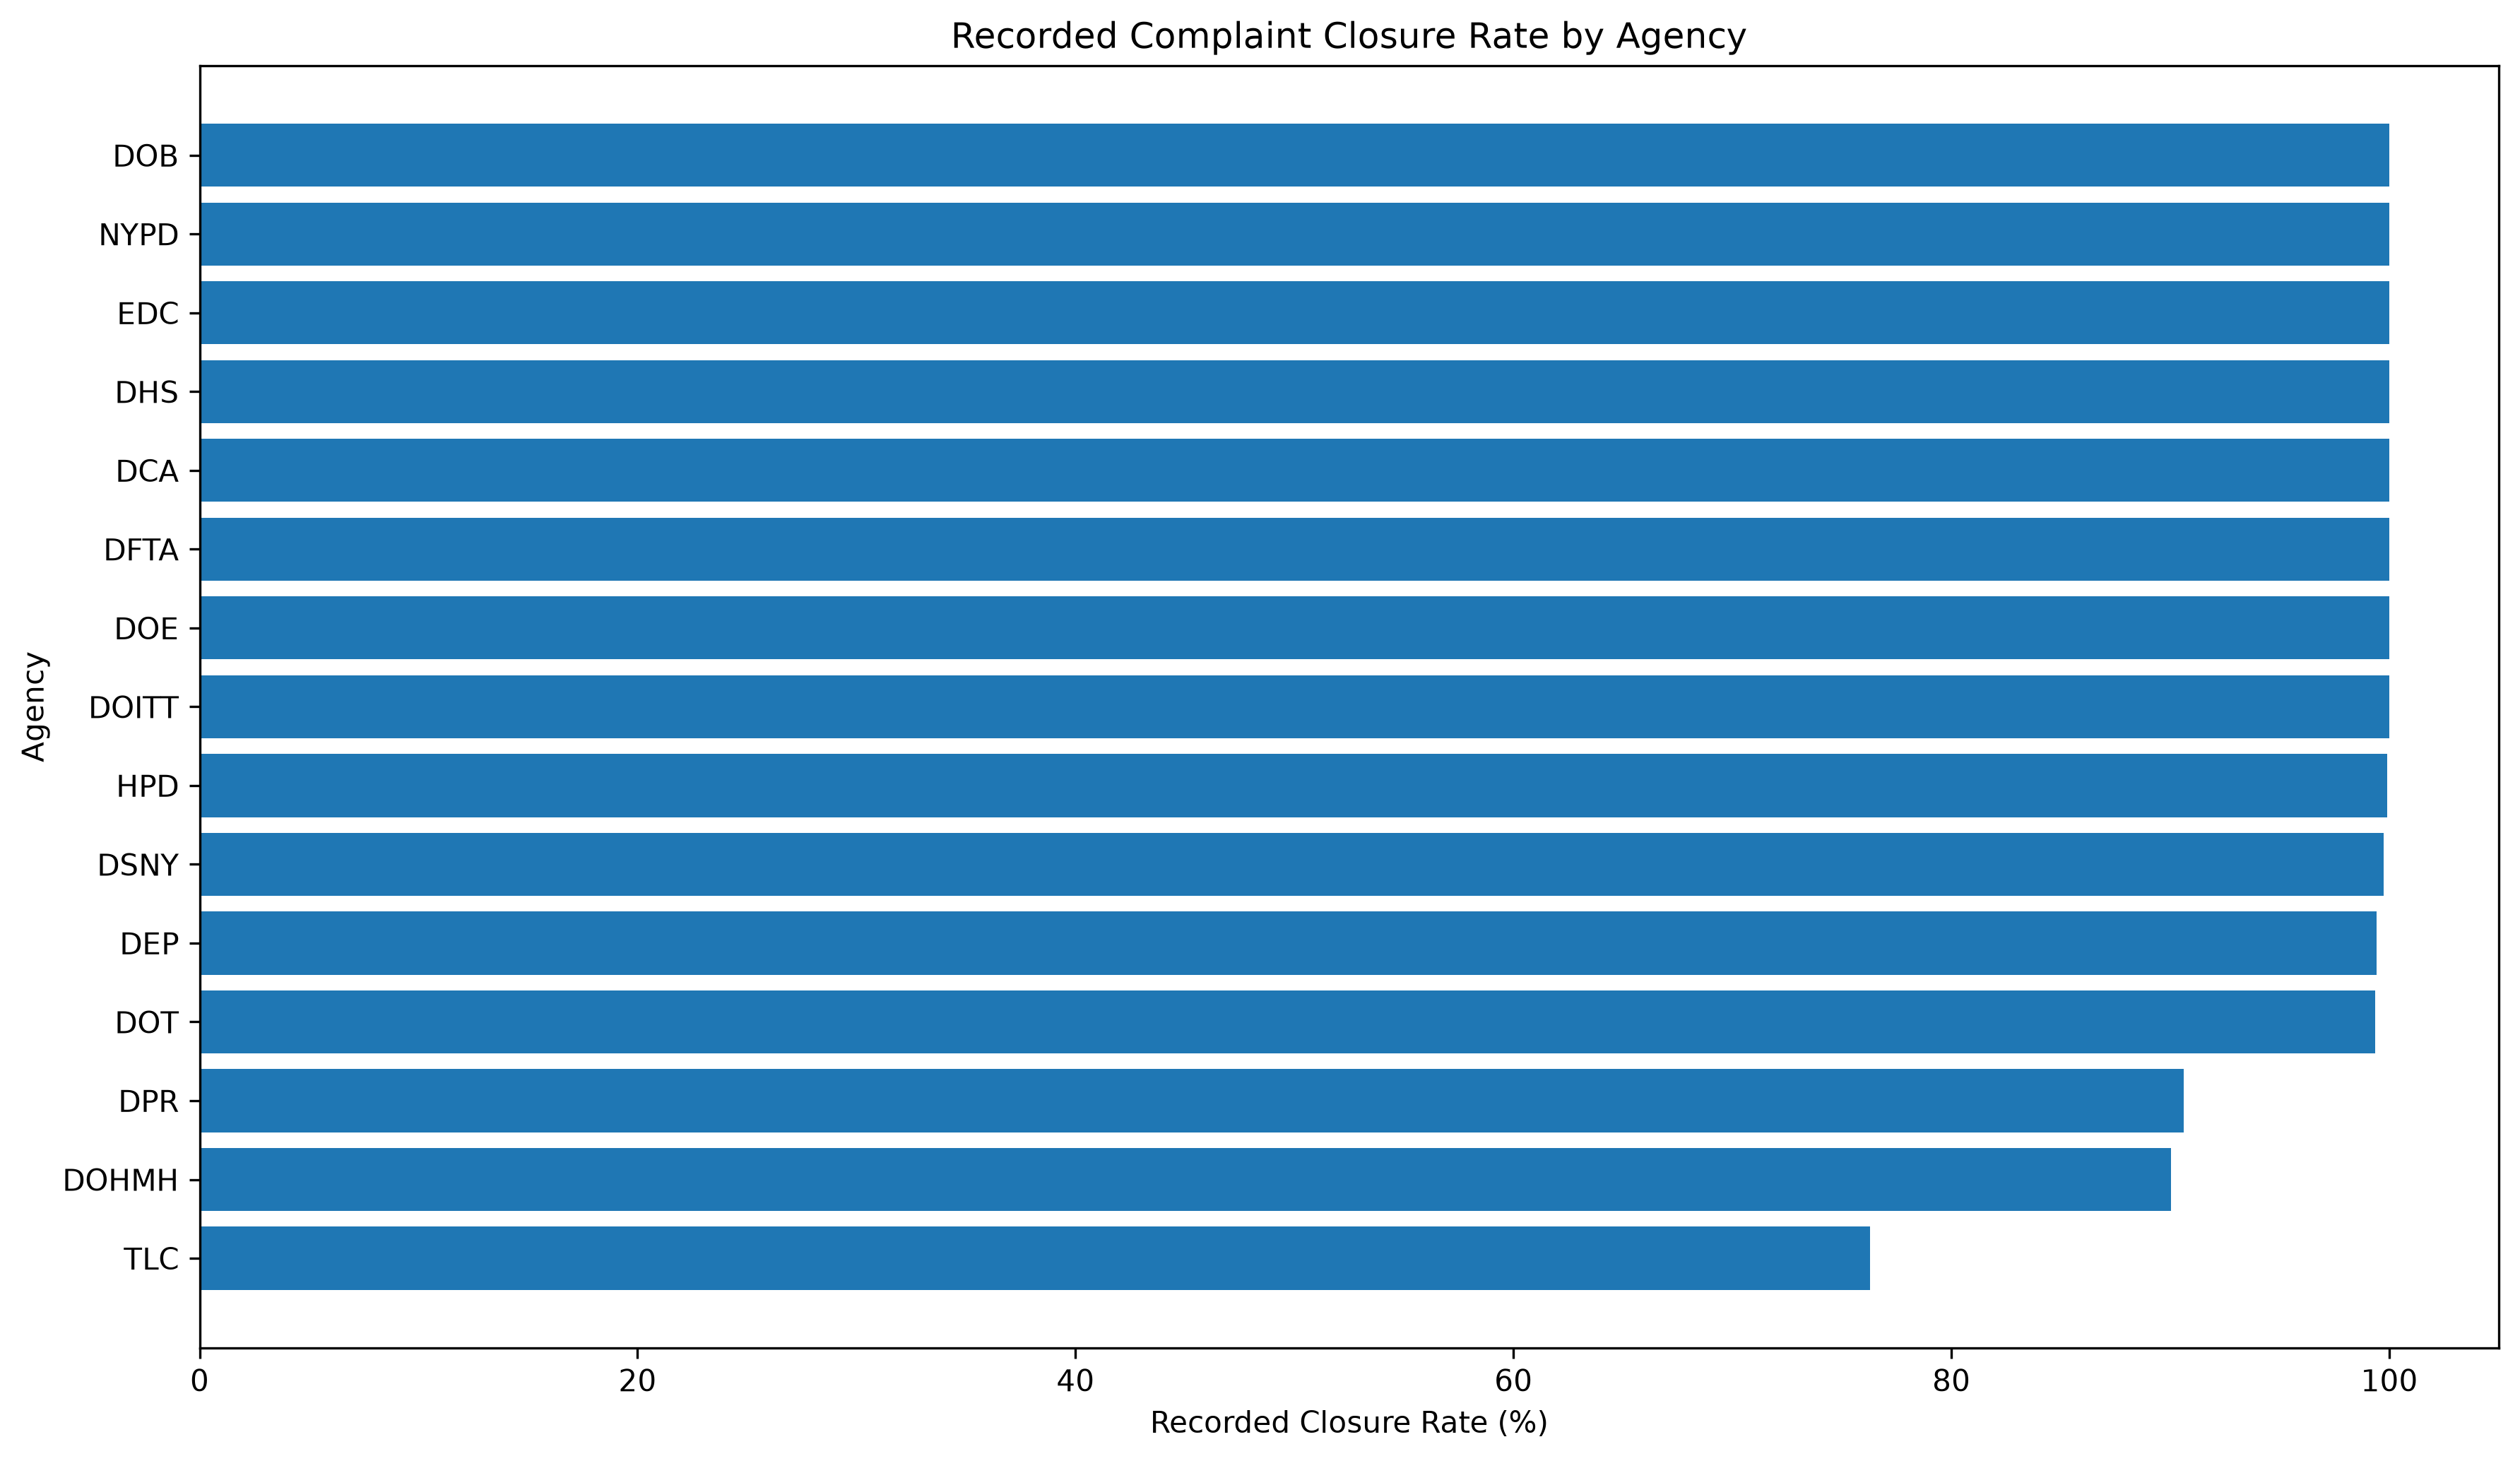 Recorded Complaint Closure Rate by Agency
DOB
NYPD
EDC
DHS
DCA
DFTA
DOE
DOITT
HPD
DSNY
DEP
DOT
DPR
DOHMH
TLC
Agency
0 20 40 60 80 100
Recorded Closure Rate (%)